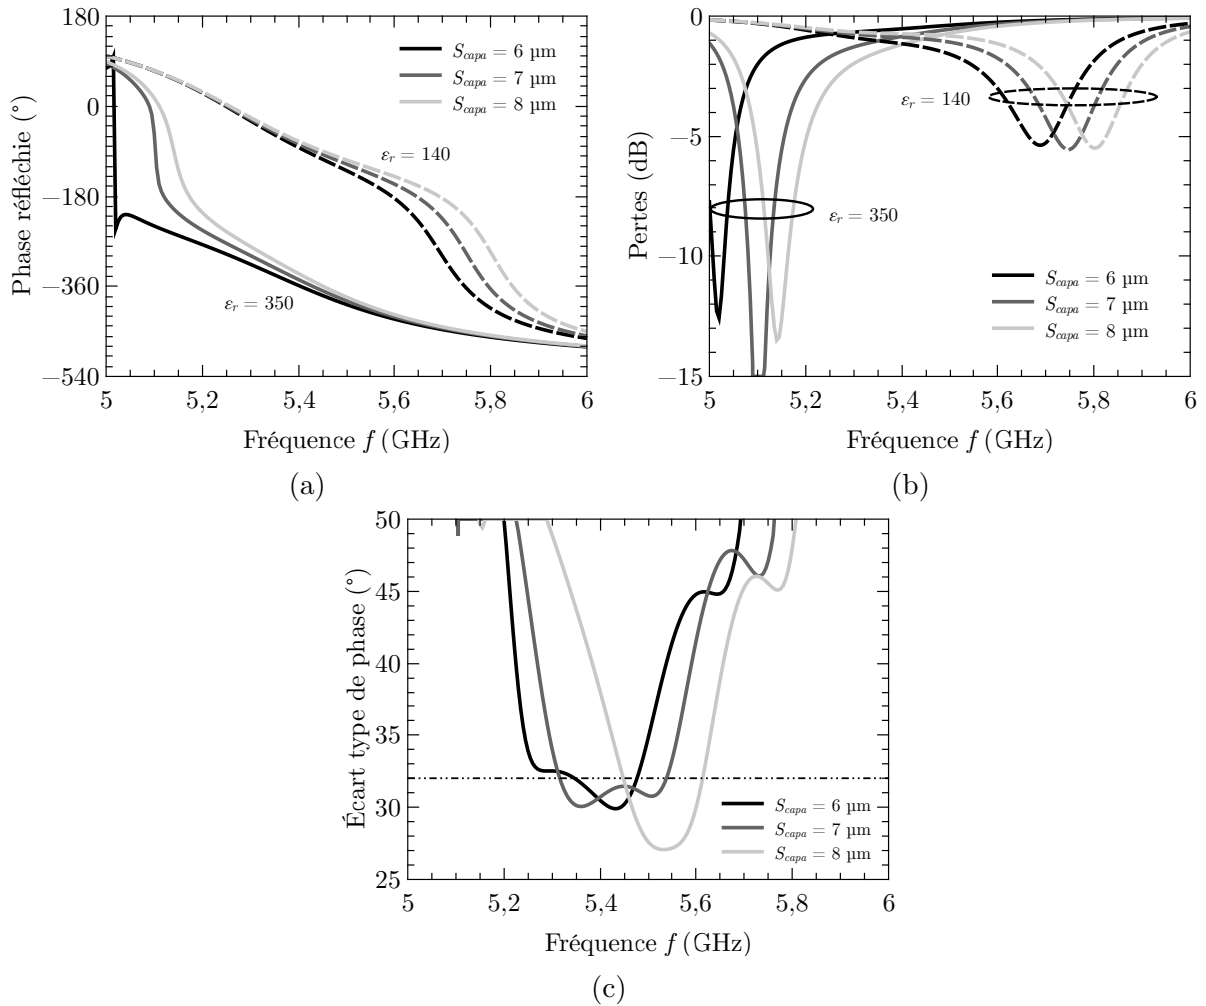 180
0
−180
−360
−540
Phase réfléchie (°)
S_capa = 6 µm
S_capa = 7 µm
S_capa = 8 µm
ε_r = 140
ε_r = 350
5
5,2
5,4
5,6
5,8
6
Fréquence f (GHz)
(a)
0
−5
−10
−15
Pertes (dB)
ε_r = 140
ε_r = 350
S_capa = 6 µm
S_capa = 7 µm
S_capa = 8 µm
5
5,2
5,4
5,6
5,8
6
Fréquence f (GHz)
(b)
50
45
40
35
30
25
Écart type de phase (°)
S_capa = 6 µm
S_capa = 7 µm
S_capa = 8 µm
5
5,2
5,4
5,6
5,8
6
Fréquence f (GHz)
(c)